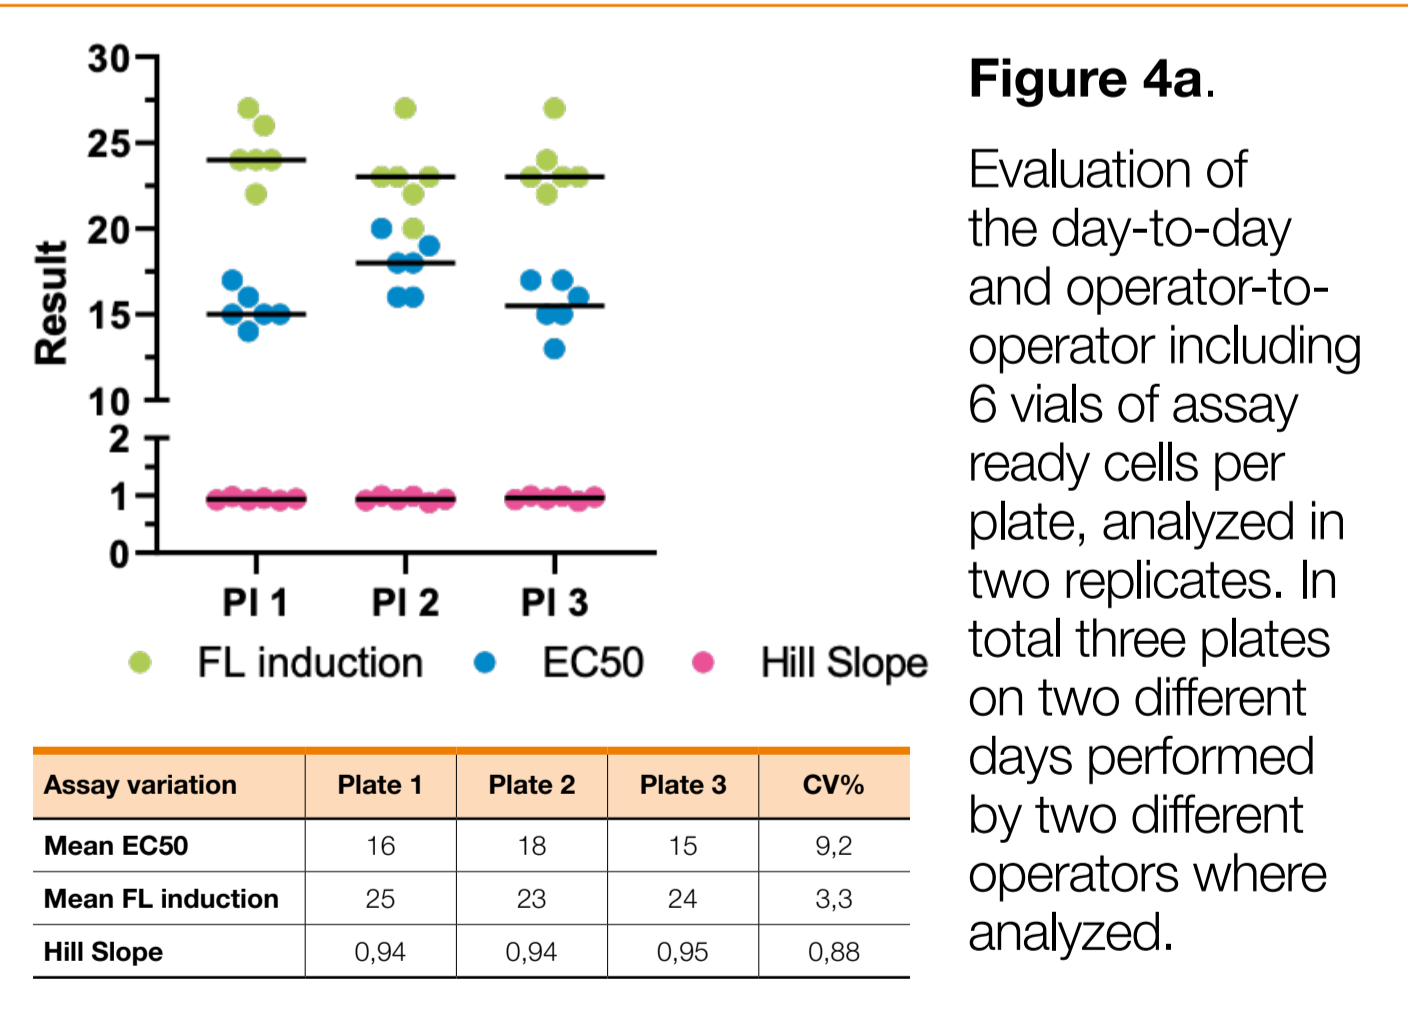 30
25
20
15
10
2
1
0
Result
PI 1 PI 2 PI 3
FL induction EC50 Hill Slope
Assay variation Plate 1 Plate 2 Plate 3 CV%
Mean EC50 16 18 15 9,2
Mean FL induction 25 23 24 3,3
Hill Slope 0,94 0,94 0,95 0,88
Figure 4a.
Evaluation of
the day-to-day
and operator-to-
operator including
6 vials of assay
ready cells per
plate, analyzed in
two replicates. In
total three plates
on two different
days performed
by two different
operators where
analyzed.